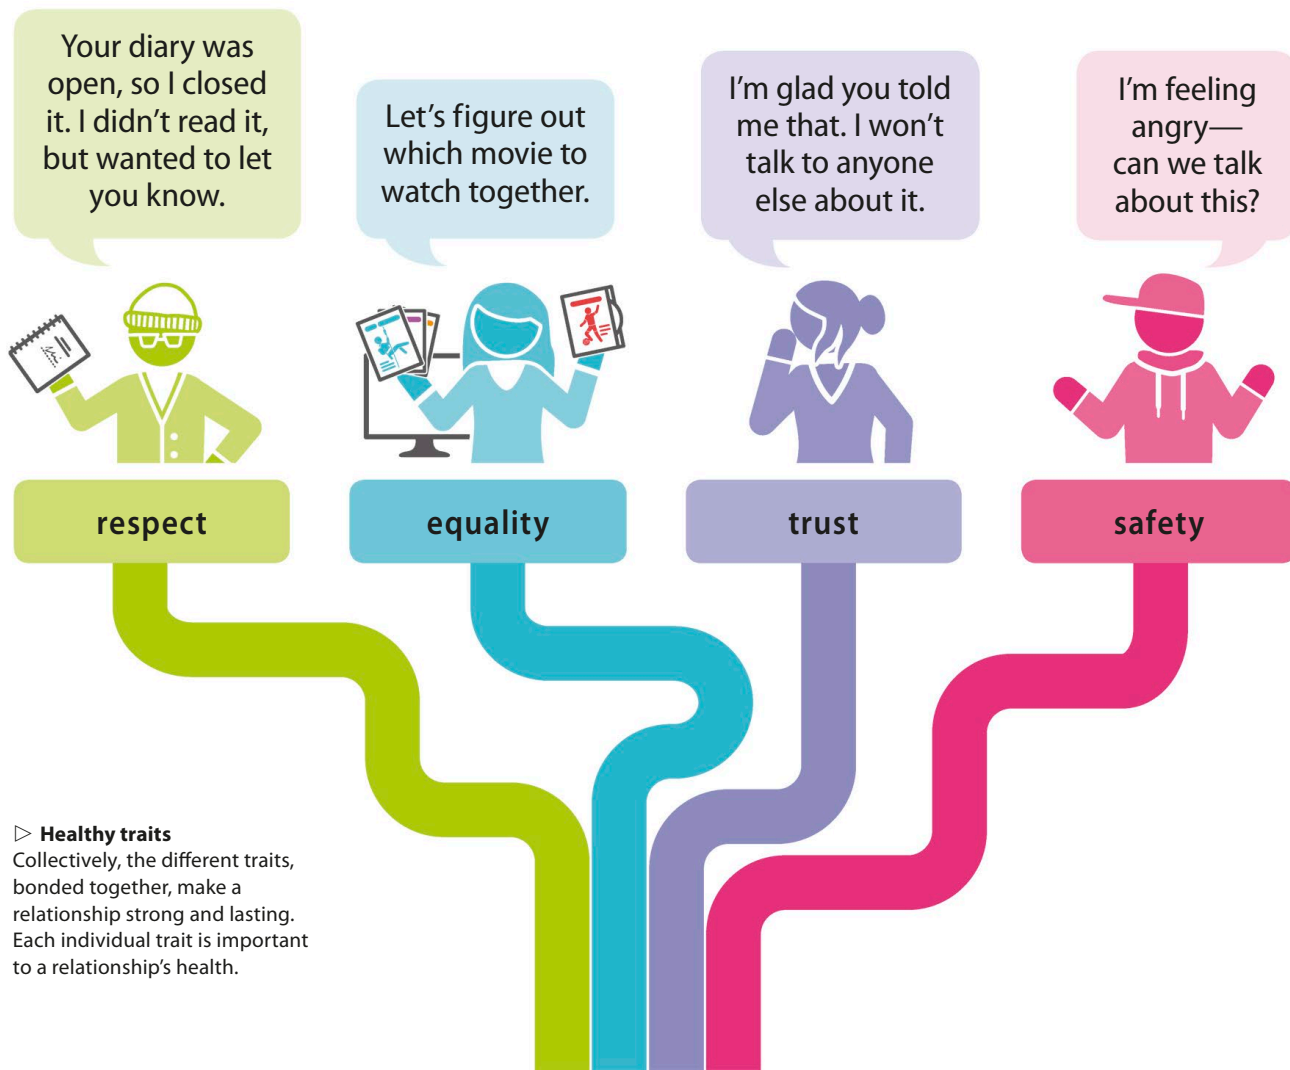 Your diary was
open, so I closed
it. I didn’t read it,
but wanted to let
you know.
Let’s figure out
which movie to
watch together.
I’m glad you told
me that. I won’t
talk to anyone
else about it.
I’m feeling
angry—
can we talk
about this?
respect
equality
trust
safety
▷ Healthy traits
Collectively, the different traits,
bonded together, make a
relationship strong and lasting.
Each individual trait is important
to a relationship’s health.